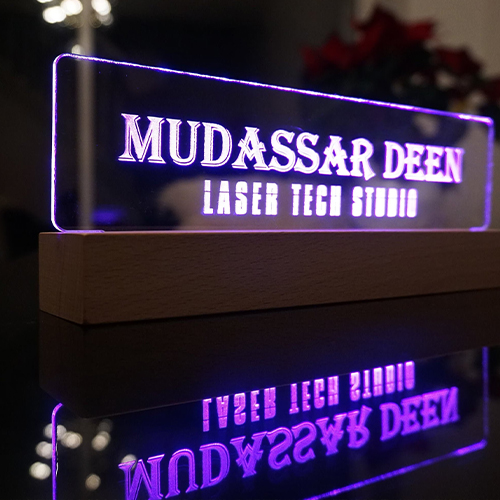 MUDASSAR DEEN
LASER TECH STUDIO